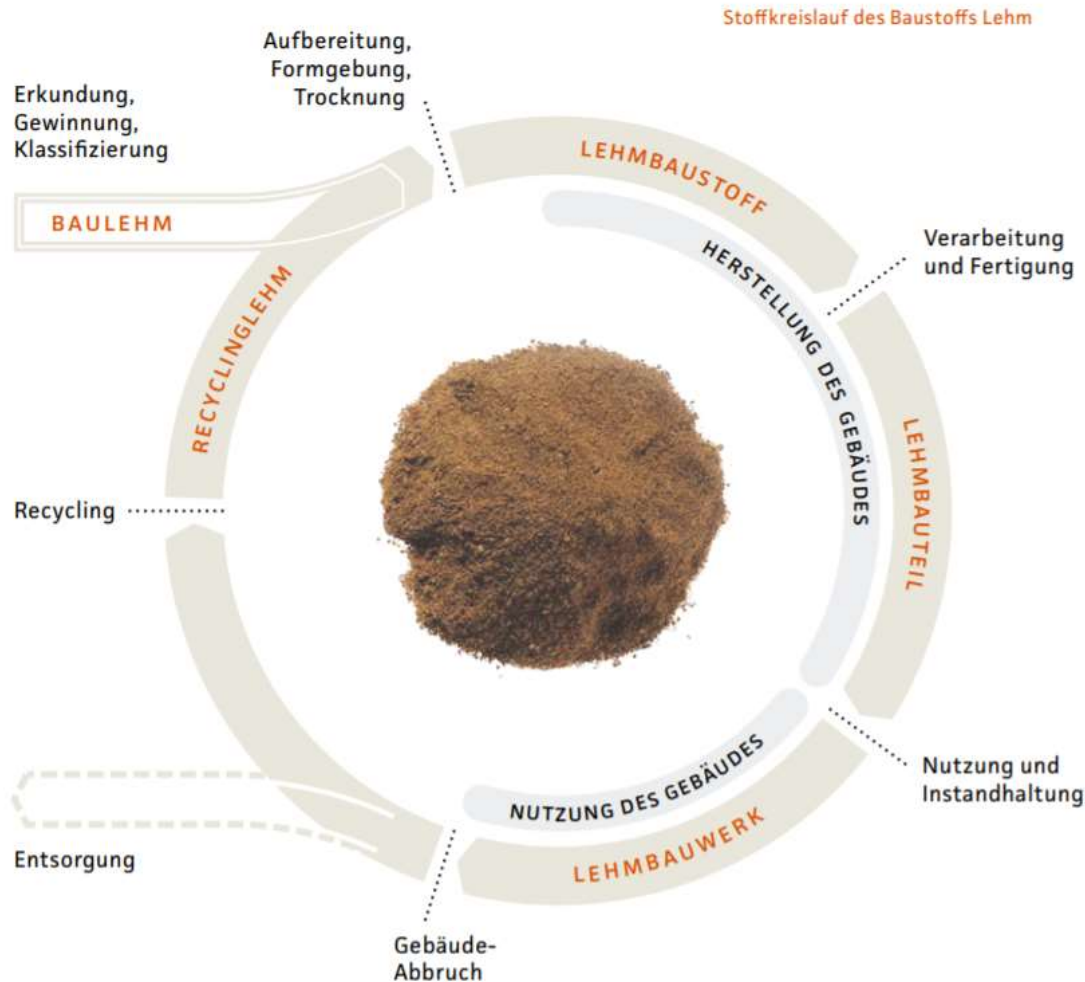 Stoffkreislauf des Baustoffs Lehm
Aufbereitung,
Formgebung,
Trocknung
Erkundung,
Gewinnung,
Klassifizierung
BAULEHM
LEHMBAUSTOFF
Verarbeitung
und Fertigung
HERSTELLUNG DES GEBÄUDES
RECYCLINGLEHM
LEHMBAUTEIL
Recycling
Nutzung und
Instandhaltung
NUTZUNG DES GEBÄUDES
LEHMBAUWERK
Entsorgung
Gebäude-
Abbruch